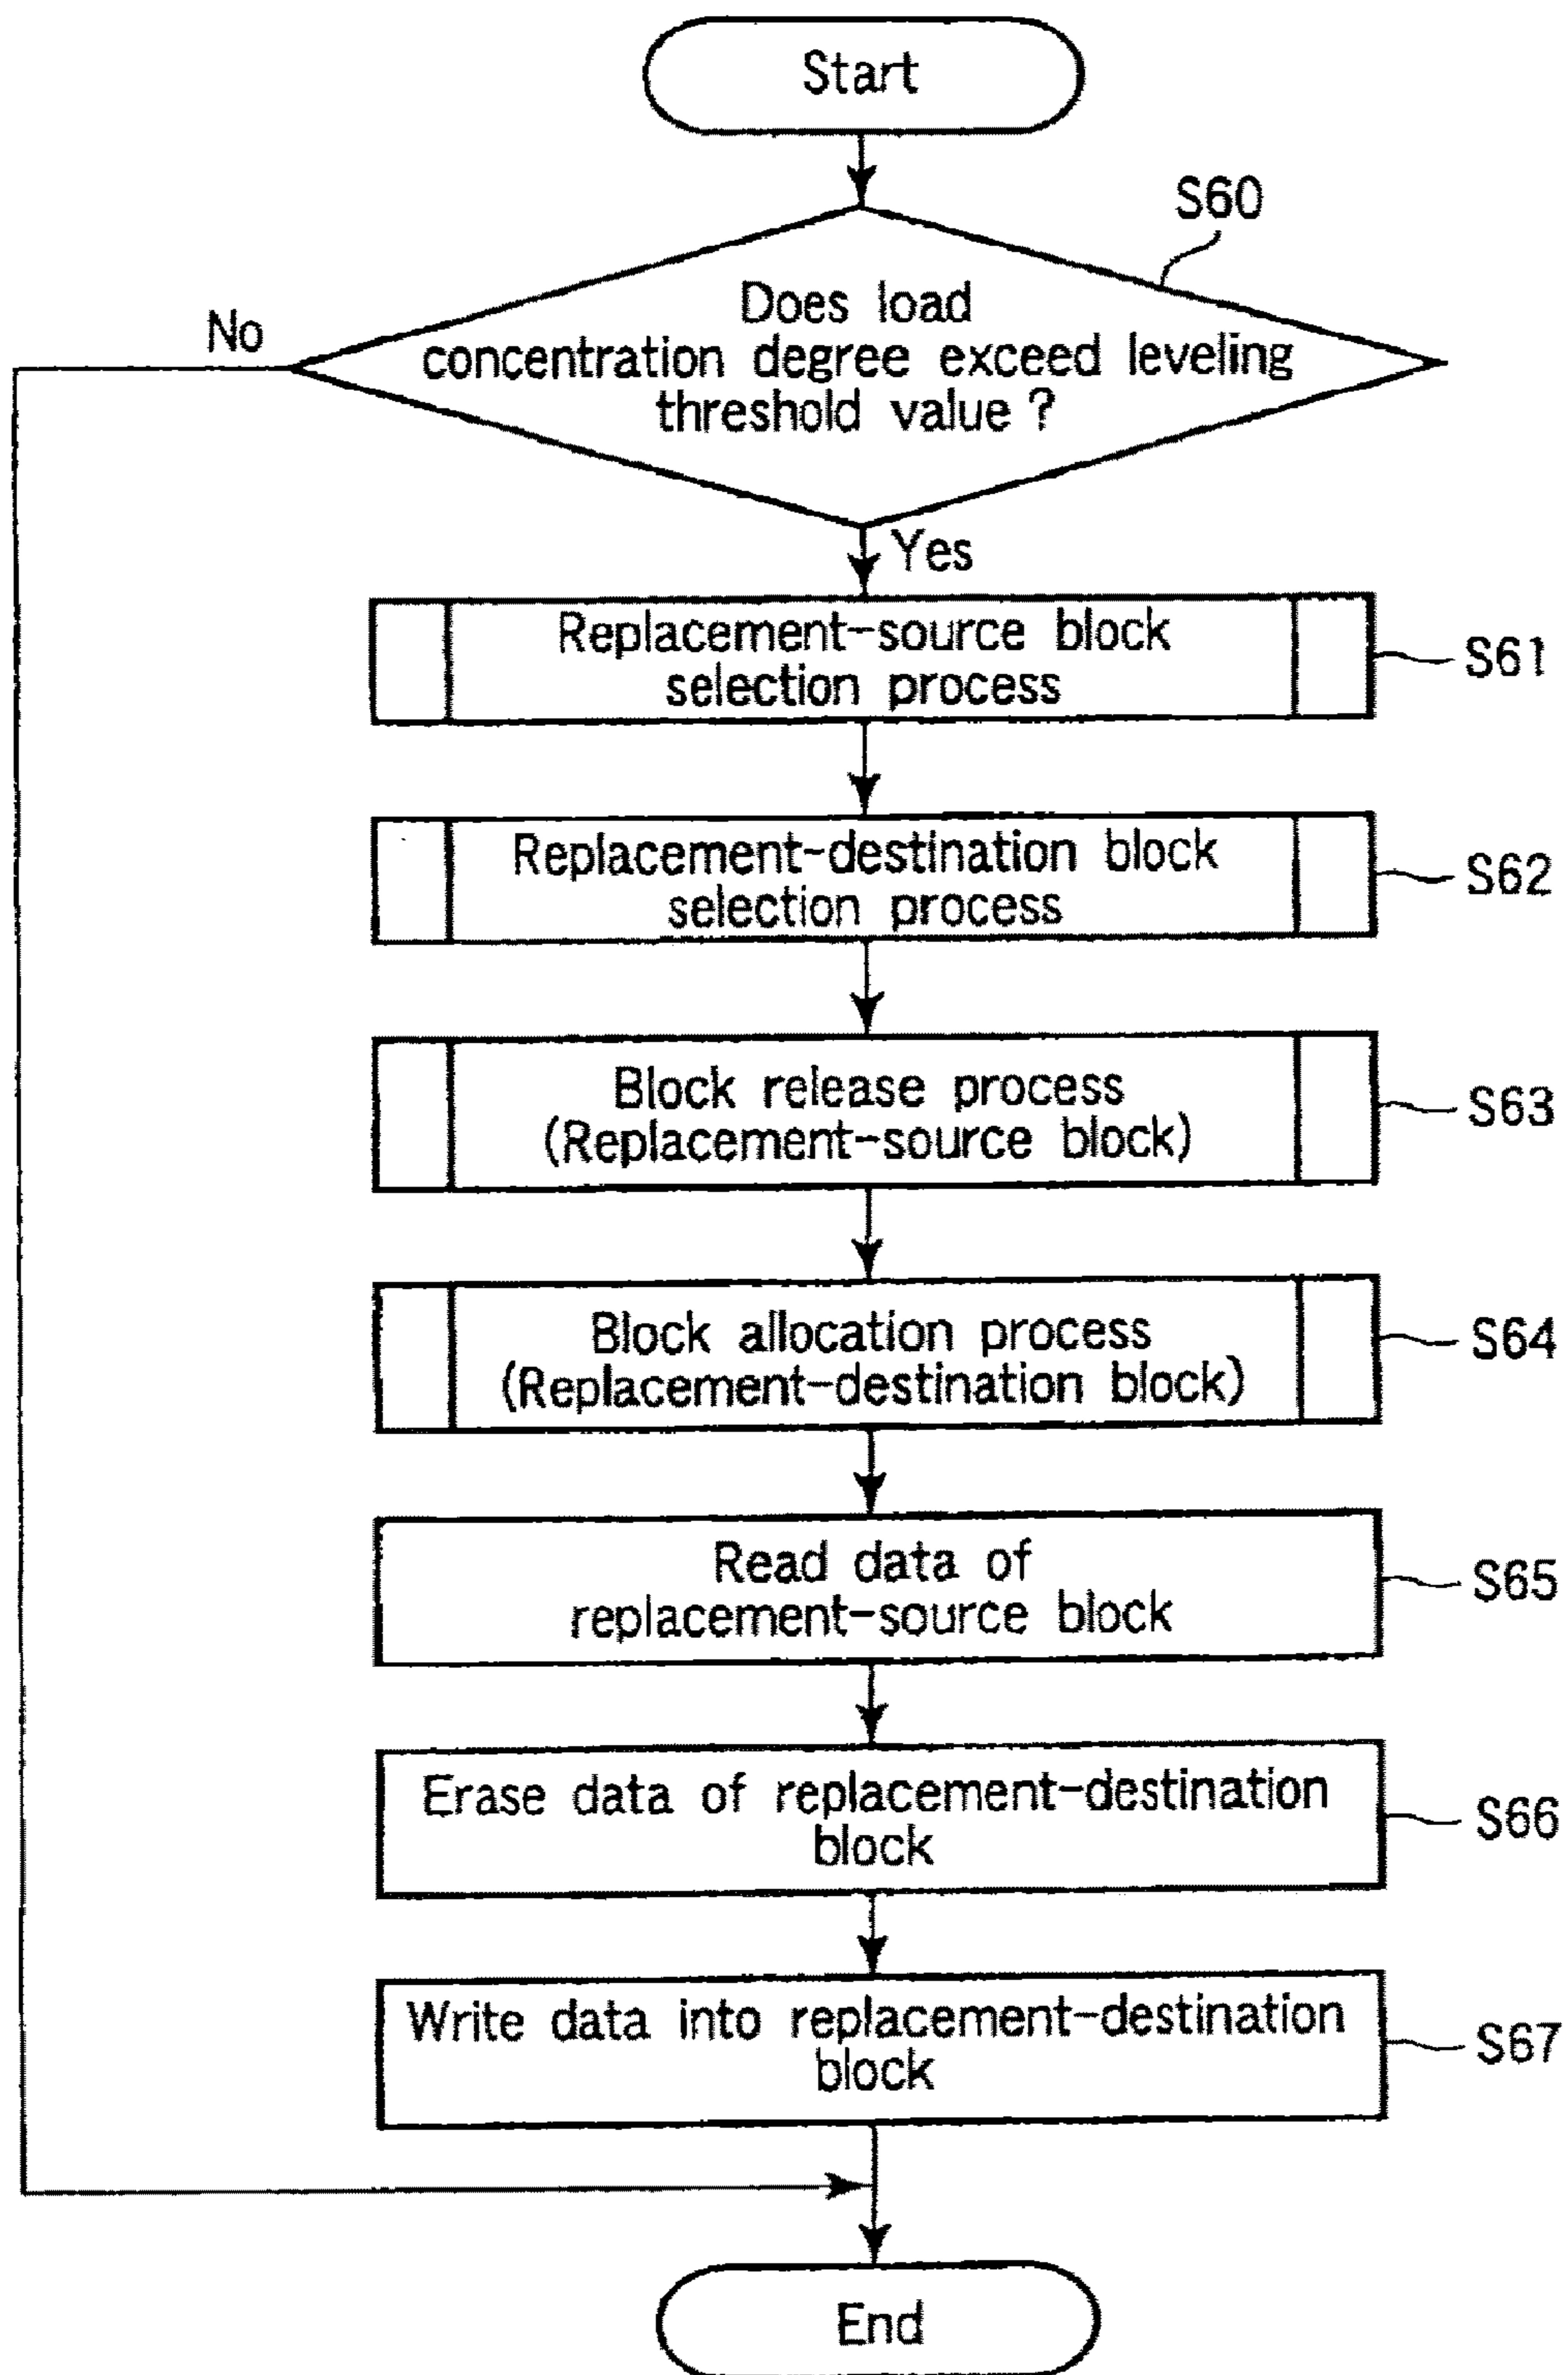 Start
S60
Does load
concentration degree exceed leveling
threshold value ?
No
Yes
Replacement-source block
selection process
S61
Replacement-destination block
selection process
S62
Block release process
(Replacement-source block)
S63
Block allocation process
(Replacement-destination block)
S64
Read data of
replacement-source block
S65
Erase data of replacement-destination
block
S66
Write data into replacement-destination
block
S67
End